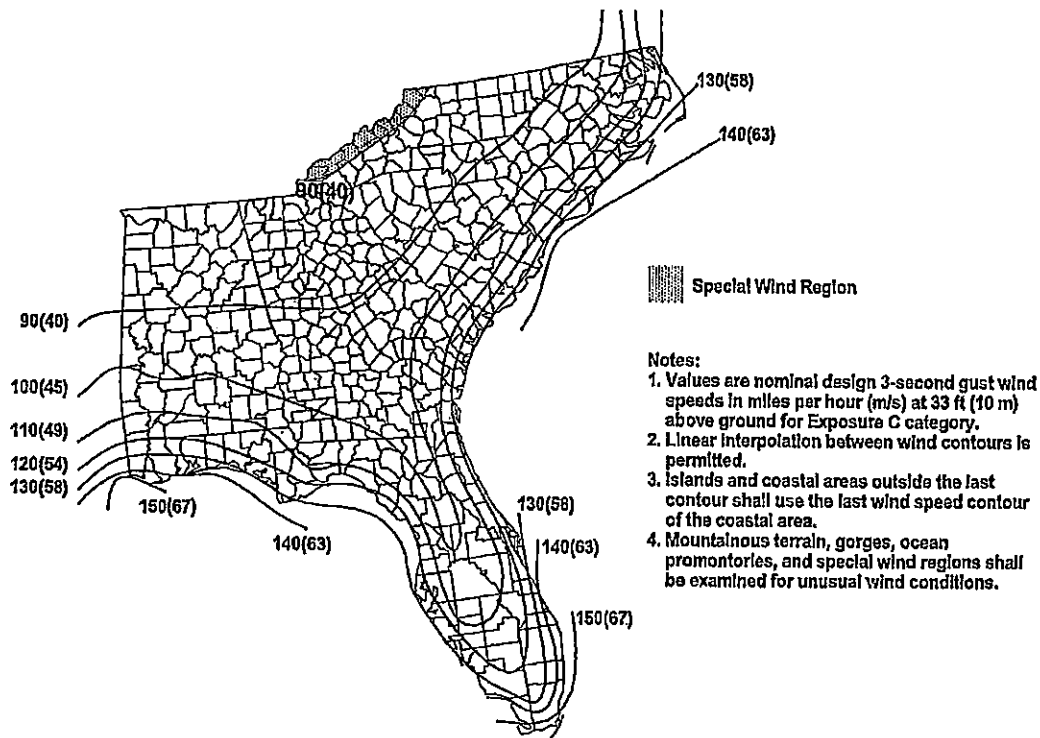 130(58)
140(63)
90(40)
Special Wind Region
90(40)
100(45)
110(49)
120(54)
130(58)
150(67)
140(63)
130(58)
140(63)
150(67)
Notes:
1. Values are nominal design 3-second gust wind
speeds in miles per hour (m/s) at 33 ft (10 m)
above ground for Exposure C category.
2. Linear interpolation between wind contours is
permitted.
3. Islands and coastal areas outside the last
contour shall use the last wind speed contour
of the coastal area.
4. Mountainous terrain, gorges, ocean
promontories, and special wind regions shall
be examined for unusual wind conditions.